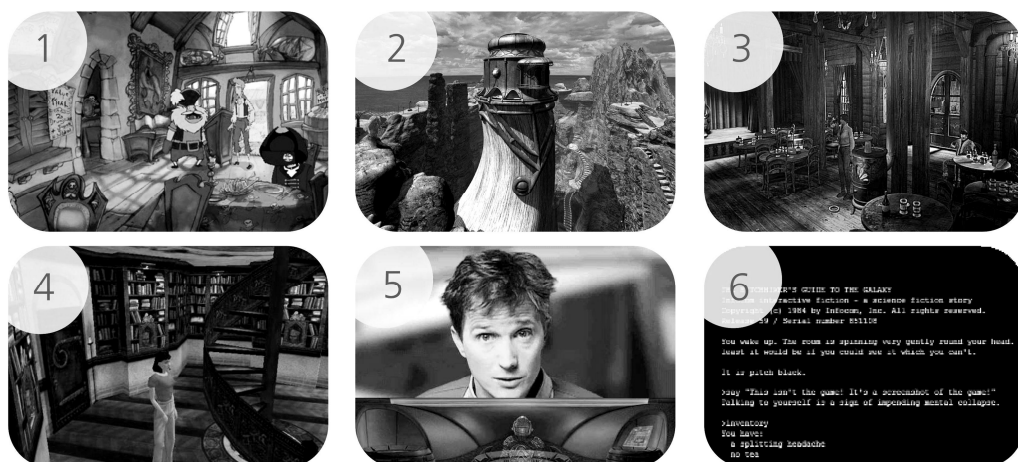 1
2
3
4
5
6
GUIDE TO THE GALAXY
interactive fiction - a science fiction story
(c) 1984 by Infocom, Inc. All rights reserved.
59 / Serial number 851108
You wake up. The room is spinning very gently round your head.
least it would be if you could see it which you can't.
It is pitch black.
>say "This isn't the game! It's a screenshot of the game!"
Talking to yourself is a sign of impending mental collapse.
>inventory
You have:
a splitting headache
no tea